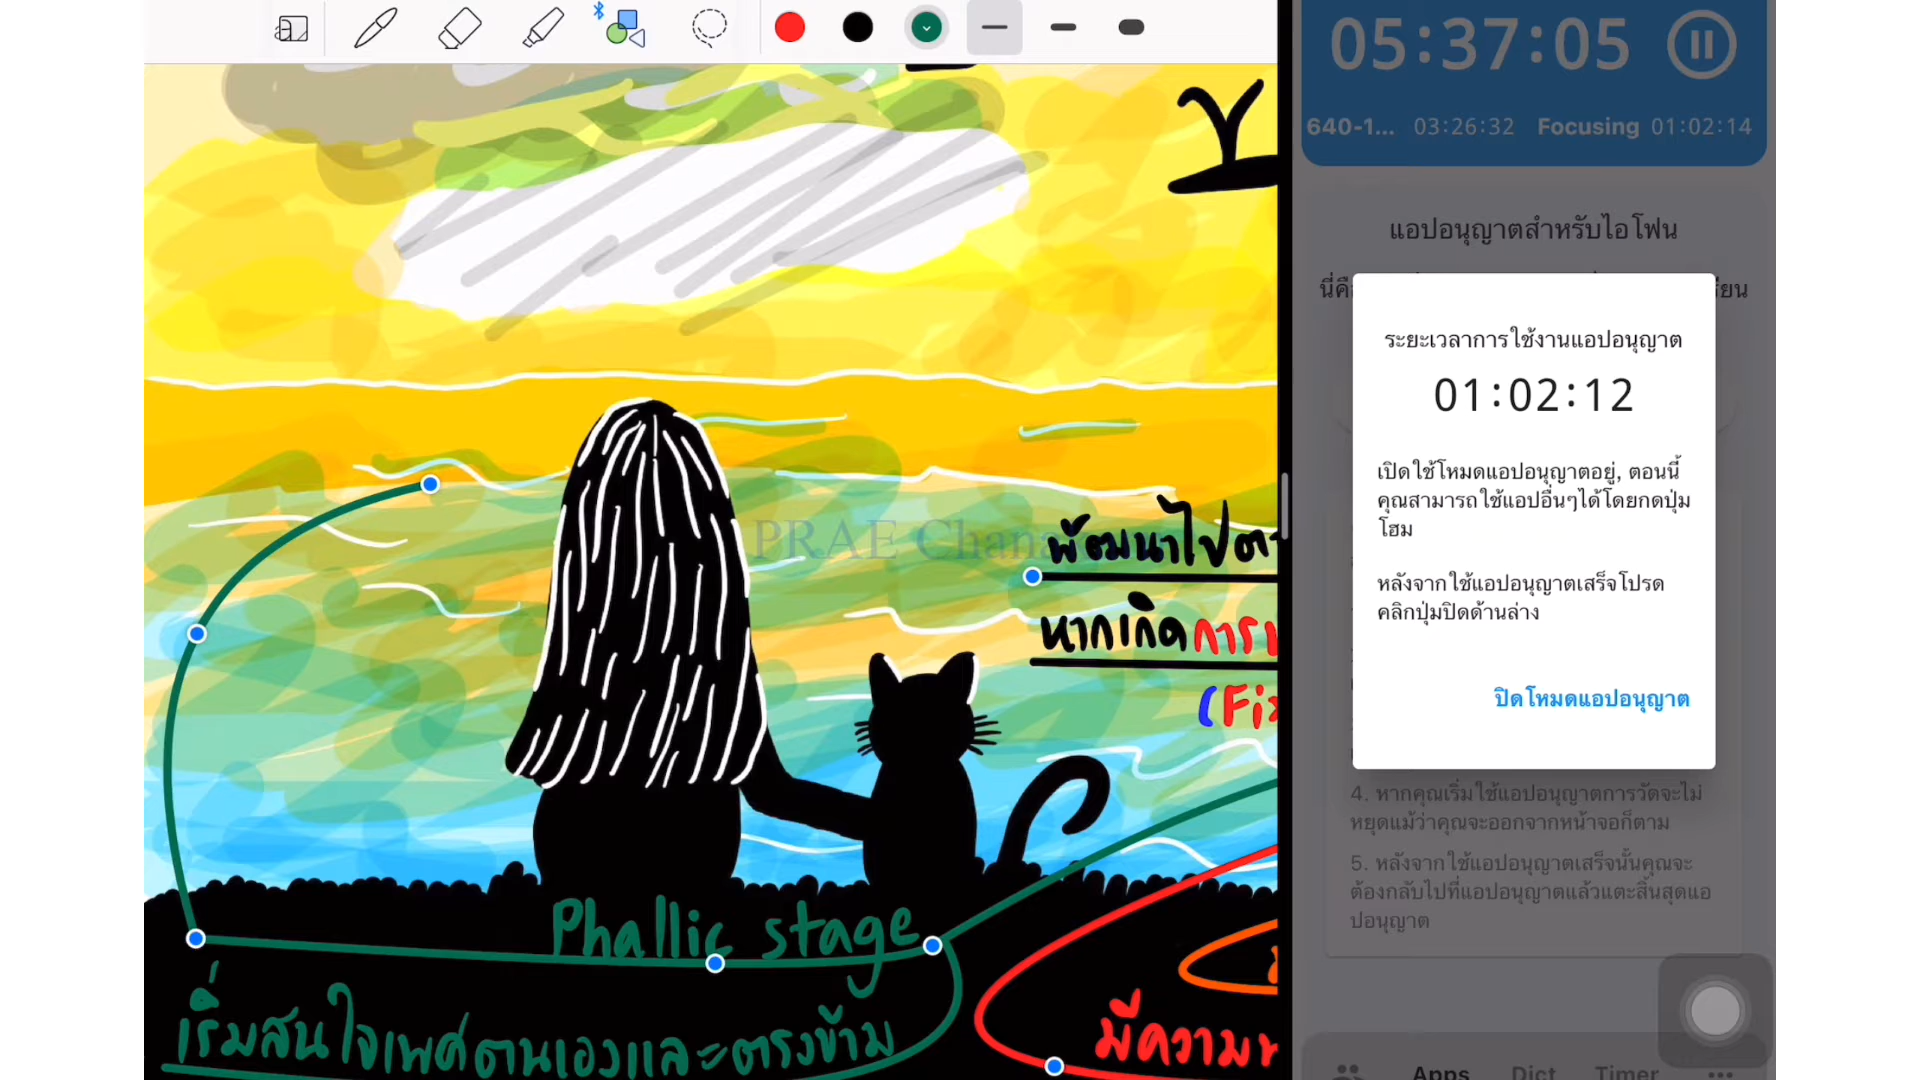 05:37:05
640-1... 03:26:32 Focusing 01:02:14
แอปอนุญาตสำหรับไอโฟน
นี่คื
รียน
ระยะเวลาการใช้งานแอปอนุญาต
01:02:12
เปิดใช้โหมดแอปอนุญาตอยู่, ตอนนี้
คุณสามารถใช้แอปอื่นๆได้โดยกดปุ่ม
โฮม
หลังจากใช้แอปอนุญาตเสร็จโปรด
คลิกปุ่มปิดด้านล่าง
ปิดโหมดแอปอนุญาต
4. หากคุณเริ่มใช้แอปอนุญาตการวัดจะไม่
หยุดแม้ว่าคุณจะออกจากหน้าจอก็ตาม
5. หลังจากใช้แอปอนุญาตเสร็จนั้นคุณจะ
ต้องกลับไปที่แอปอนุญาตแล้วแตะสิ้นสุดแอ
ปอนุญาต
Apps Dict Timer
PRAE Chana
พัฒนาไปตา
หากเกิดการ
(Fix
Phallic stage
เริ่มสนใจเพศตนเองและตรงข้าม
มีความ